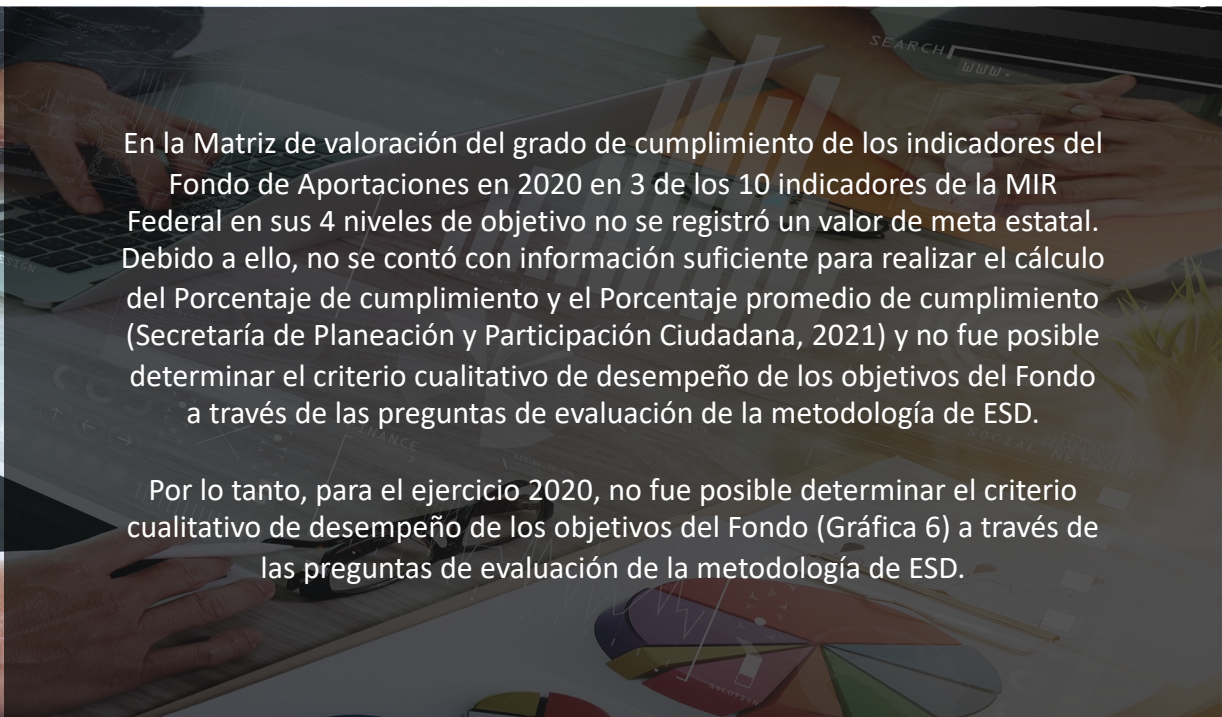 SEARCH
WWW.
En la Matriz de valoración del grado de cumplimiento de los indicadores del
Fondo de Aportaciones en 2020 en 3 de los 10 indicadores de la MIR
Federal en sus 4 niveles de objetivo no se registró un valor de meta estatal.
Debido a ello, no se contó con información suficiente para realizar el cálculo
del Porcentaje de cumplimiento y el Porcentaje promedio de cumplimiento
(Secretaría de Planeación y Participación Ciudadana, 2021) y no fue posible
determinar el criterio cualitativo de desempeño de los objetivos del Fondo
a través de las preguntas de evaluación de la metodología de ESD.
FINANCE
SOCIAL NETWORK
Por lo tanto, para el ejercicio 2020, no fue posible determinar el criterio
cualitativo de desempeño de los objetivos del Fondo (Gráfica 6) a través de
las preguntas de evaluación de la metodología de ESD.
SOLUTION